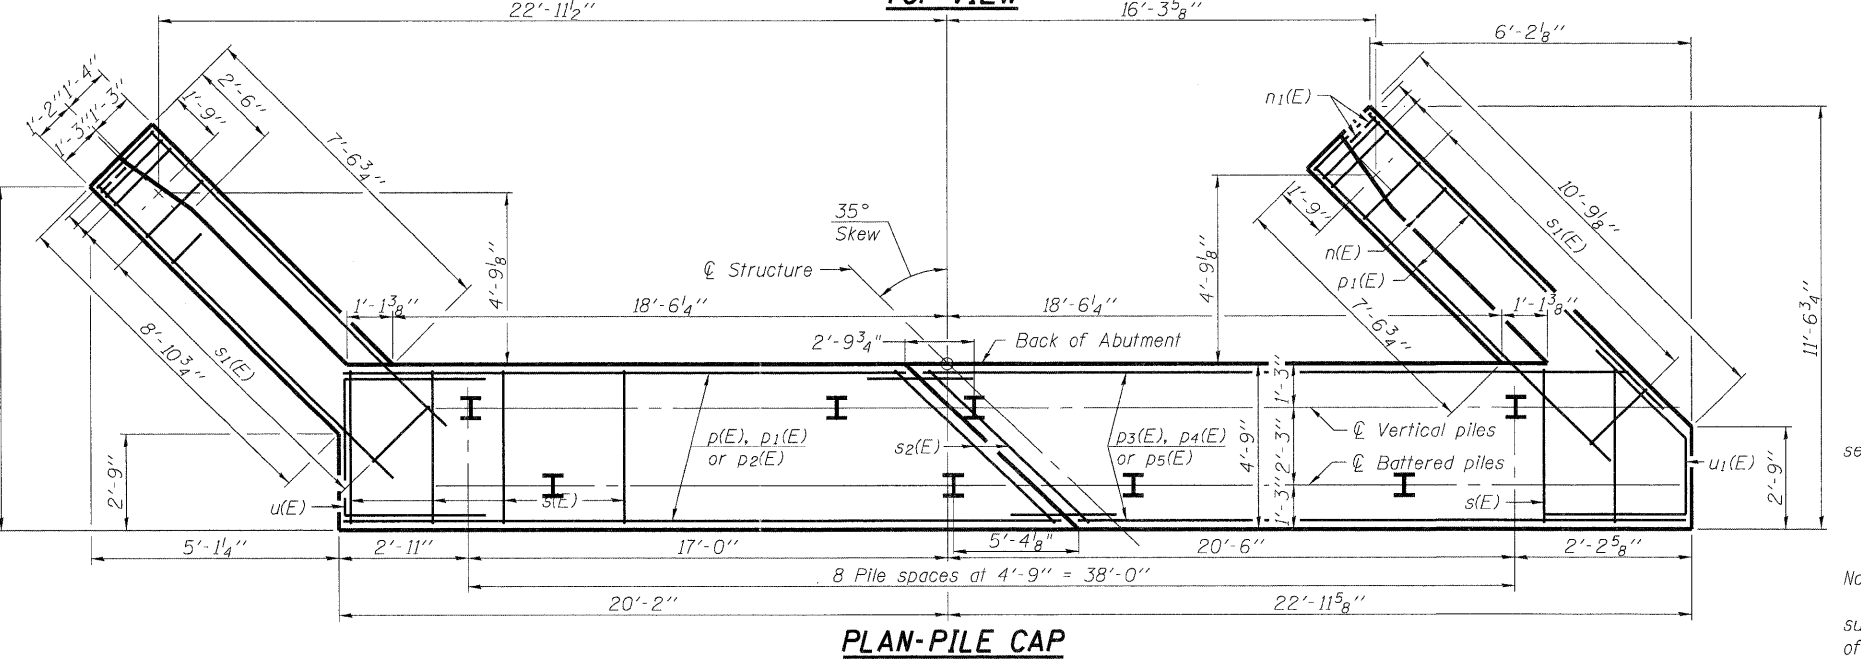 TOP VIEW
22'-11½"
16'-3⅝"
6'-2⅛"
1'-2" 1'-4"
1'-3" 1'-3"
2'-6"
1'-9"
7'-6¾"
n1(E)
35°
Skew
℄ Structure
4'-9⅛"
4'-9⅛"
1'-9"
n(E)
p1(E)
s1(E)
10'-9⅛"
11'-6¾"
1'-1⅜"
18'-6¼"
18'-6¼"
1'-1⅜"
7'-6¾"
2'-9¾"
Back of Abutment
s1(E)
8'-10¾"
p(E), p1(E)
or p2(E)
s2(E)
p3(E), p4(E)
or p5(E)
4'-9"
1'-3"
2'-3"
1'-3"
℄ Vertical piles
℄ Battered piles
2'-9"
u(E)
s(E)
s(E)
u1(E)
2'-9"
se
5'-1¼"
2'-11"
17'-0"
5'-4⅛"
20'-6"
2'-2⅝"
8 Pile spaces at 4'-9" = 38'-0"
No
20'-2"
22'-11⅝"
su
of
PLAN-PILE CAP